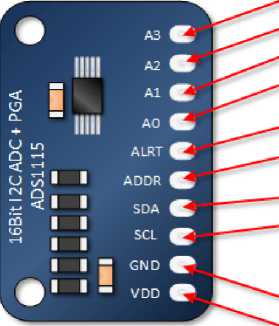 A3
A2
A1
A0
ALRT
ADDR
SDA
SCL
GND
VDD
16Bit I2C ADC + PGA
ADS1115